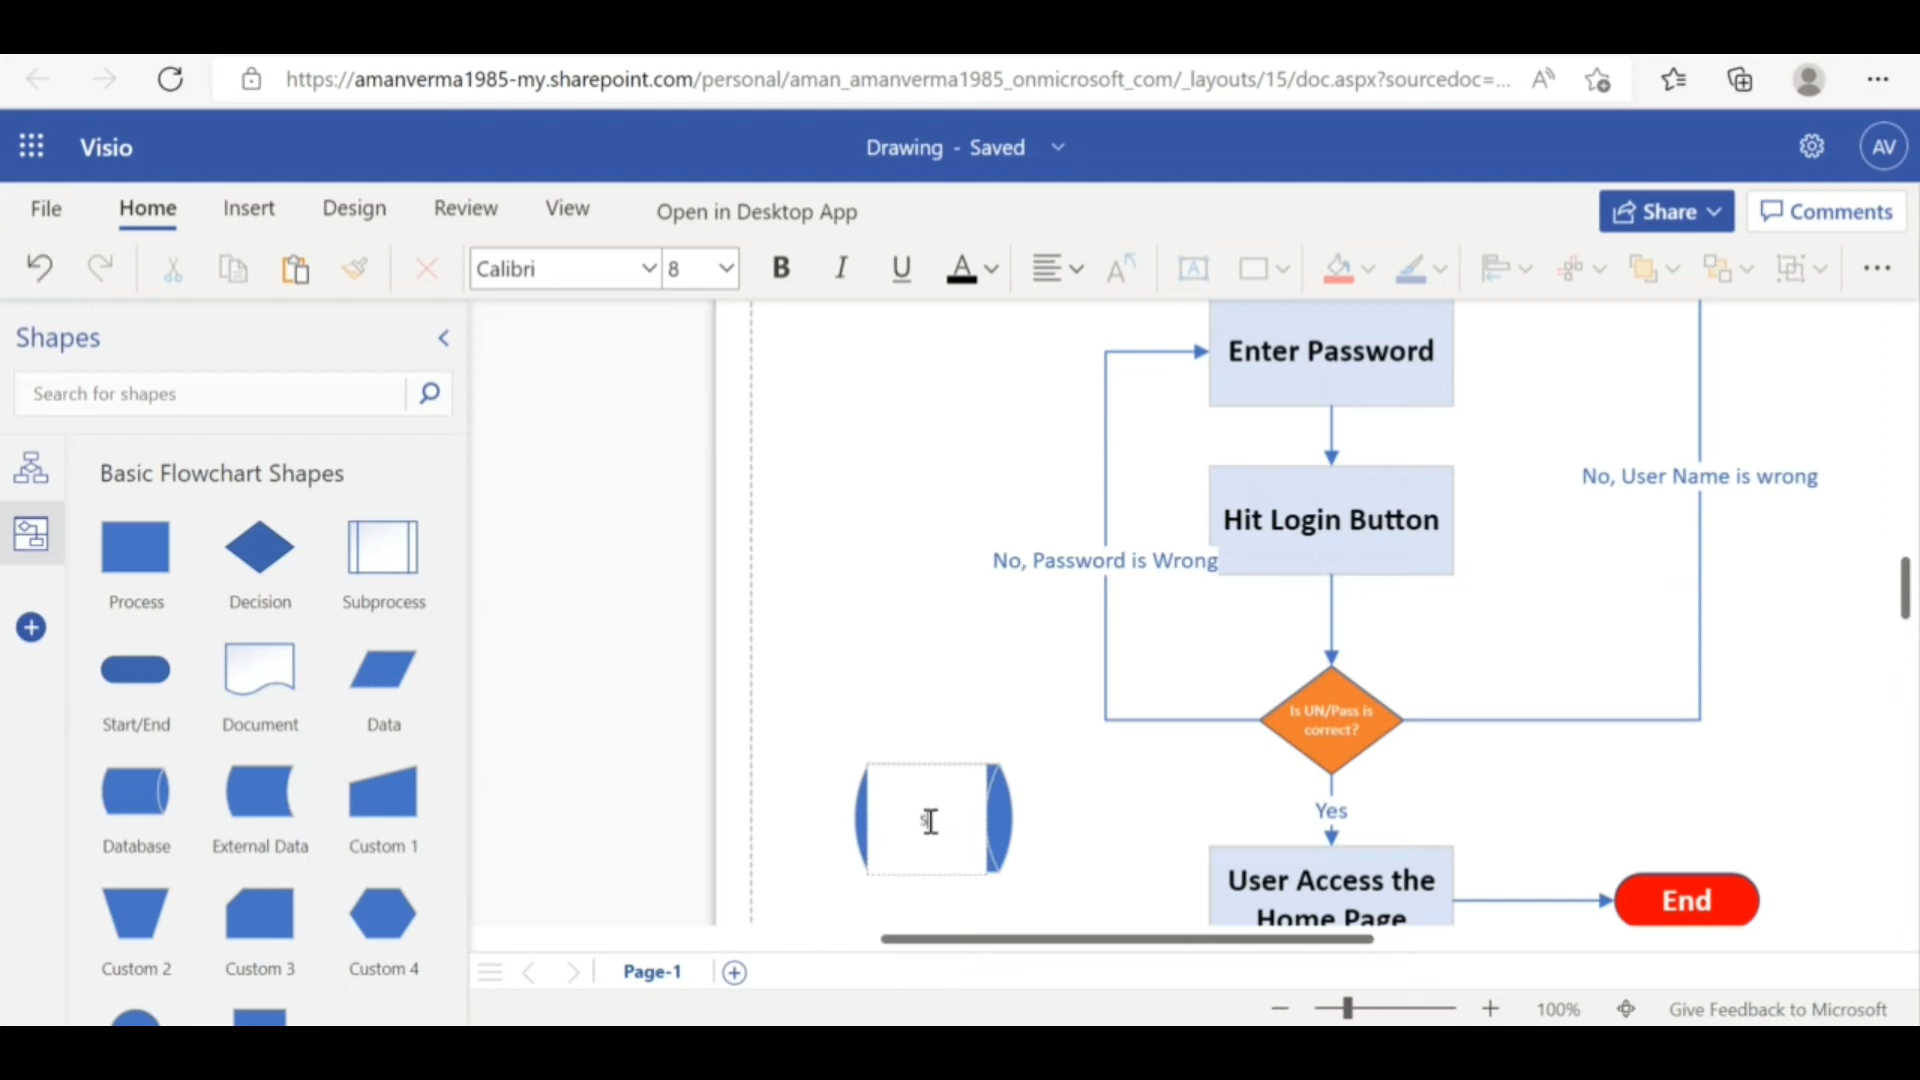 https://amanverma1985-my.sharepoint.com/personal/aman_amanverma1985_onmicrosoft_com/_layouts/15/doc.aspx?sourcedoc=...
Visio
Drawing - Saved
AV
File Home Insert Design Review View Open in Desktop App
Share
Comments
Calibri
8
B I U A
Shapes
Search for shapes
Basic Flowchart Shapes
Process Decision Subprocess
Start/End Document Data
Database External Data Custom 1
Custom 2 Custom 3 Custom 4
Enter Password
No, User Name is wrong
Hit Login Button
No, Password is Wrong
Is UN/Pass is
correct?
Yes
User Access the
Home Page
End
Page-1
100%
Give Feedback to Microsoft